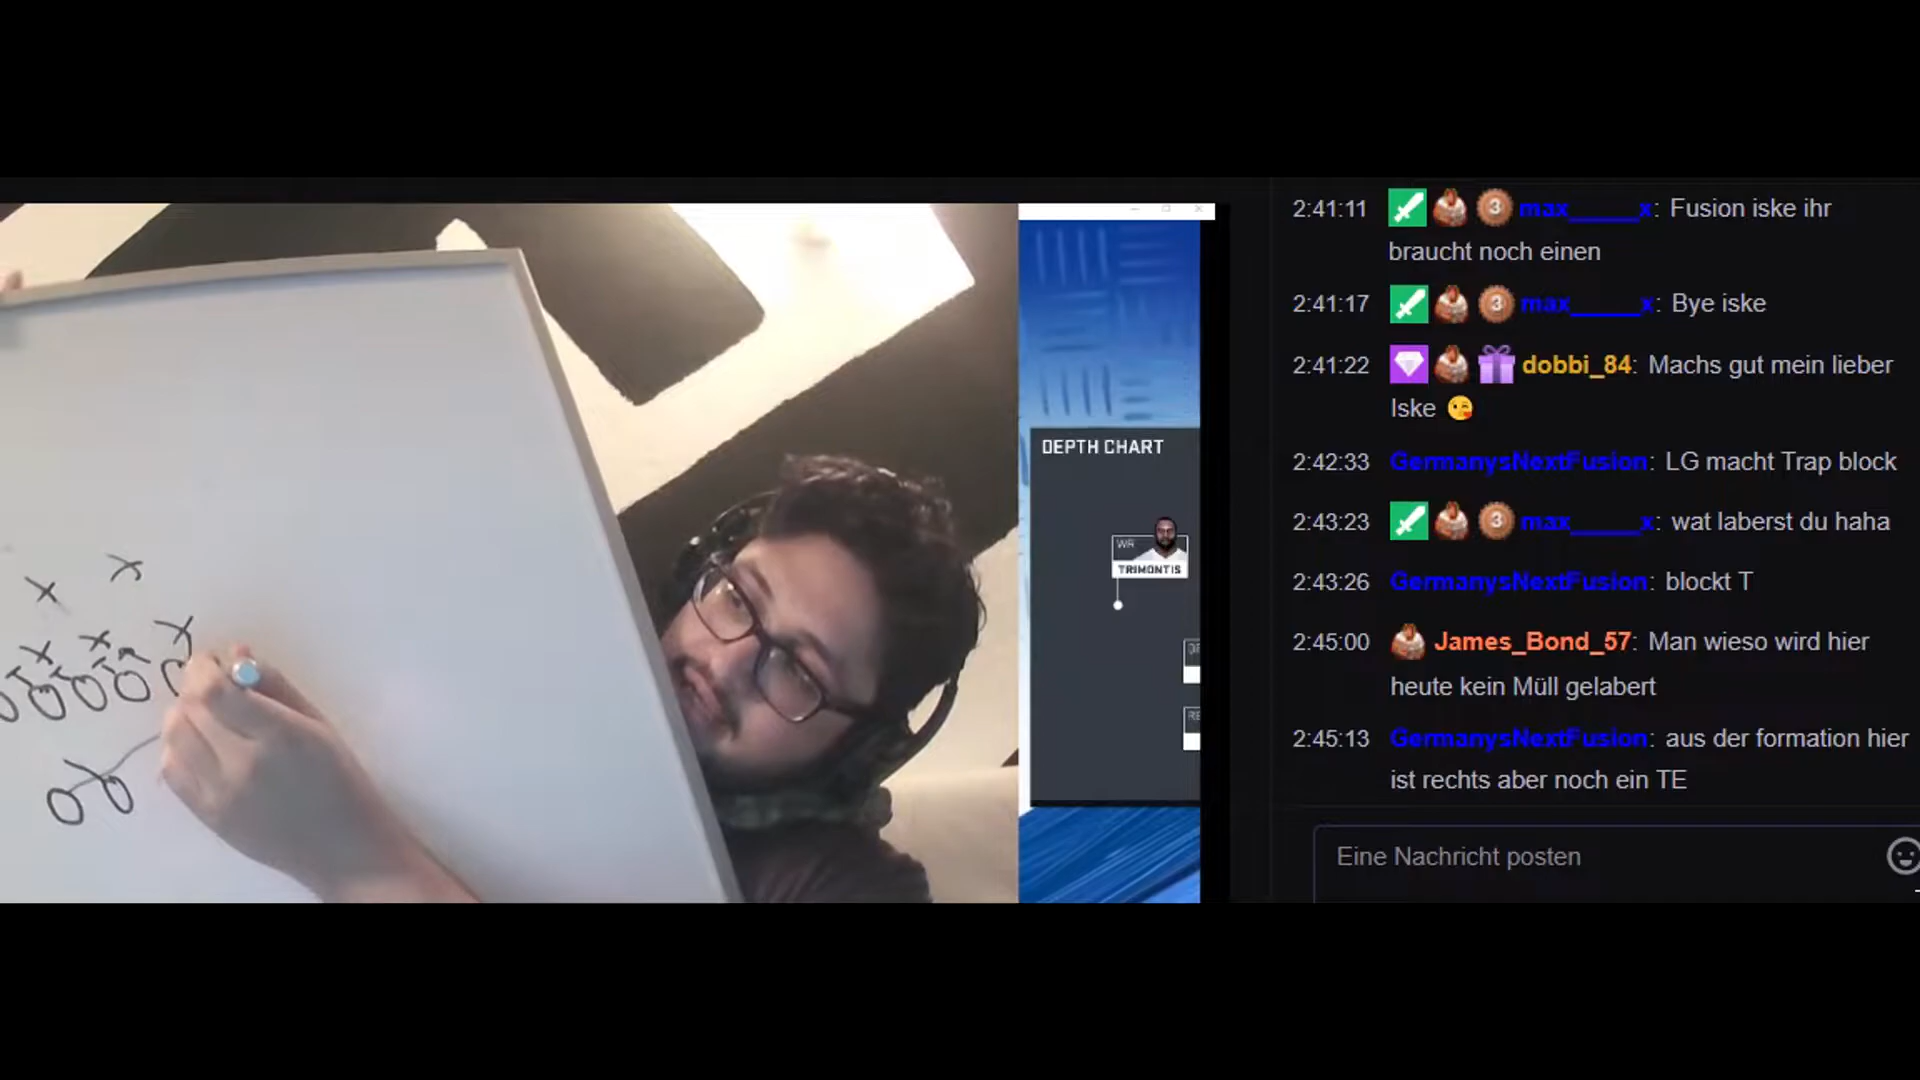 2:41:11 3 max_____x: Fusion iske ihr
braucht noch einen
2:41:17 3 max_____x: Bye iske
2:41:22 dobbi_84: Machs gut mein lieber
Iske 😘
2:42:33 GermanysNextFusion: LG macht Trap block
2:43:23 3 max_____x: wat laberst du haha
2:43:26 GermanysNextFusion: blockt T
2:45:00 James_Bond_57: Man wieso wird hier
heute kein Müll gelabert
2:45:13 GermanysNextFusion: aus der formation hier
ist rechts aber noch ein TE
Eine Nachricht posten
DEPTH CHART
WR
TRIMONTIS